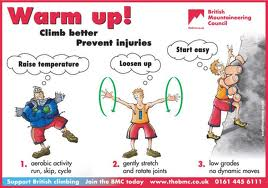 Warm up!
Climb better
Prevent injuries
British
Mountaineering
Council
Raise temperature
Loosen up
Start easy
1. aerobic activity
run, skip, cycle
2. gently stretch
and rotate joints
3. low grades
no dynamic moves
Support British climbing Join the BMC today www.thebmc.co.uk 0161 445 6111